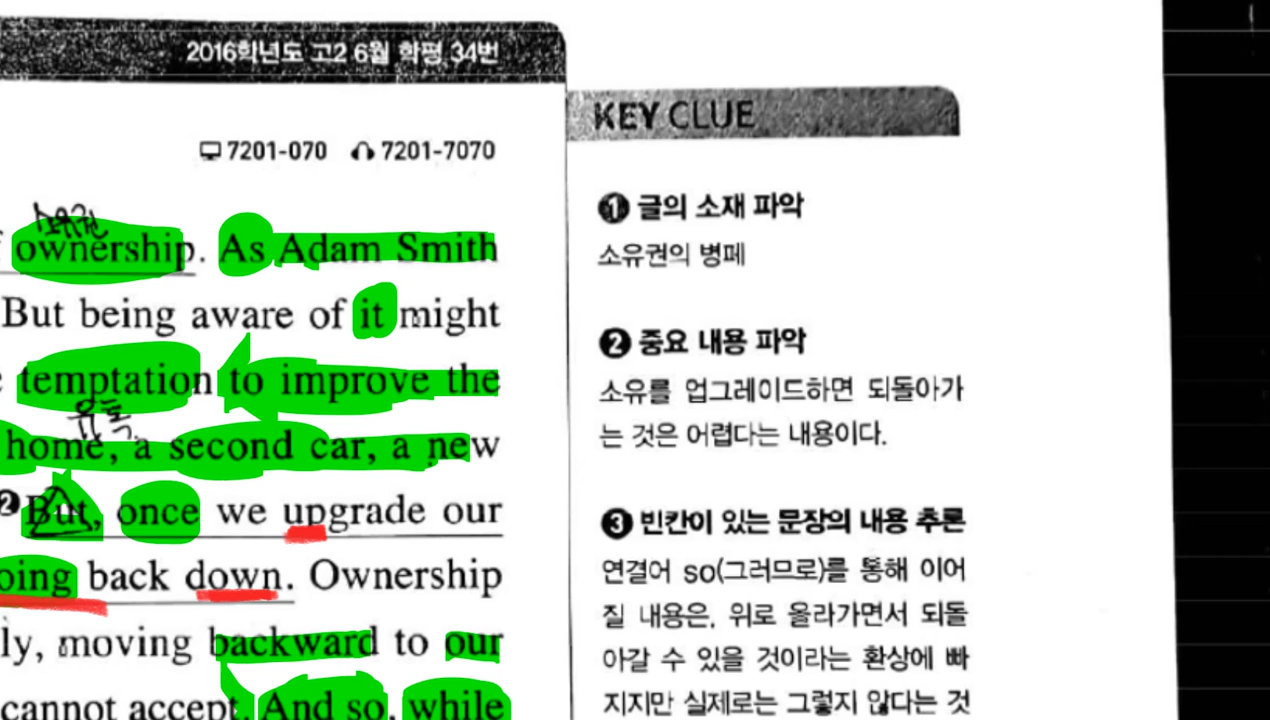 2016학년도 고2 6월 학평 34번
7201-070 7201-7070
소유권
ownership. As Adam Smith
But being aware of it might
temptation to improve the
유혹
home, a second car, a new
❷But, once we upgrade our
oing back down. Ownership
ly, moving backward to our
cannot accept. And so, while
KEY CLUE
❶ 글의 소재 파악
소유권의 병폐
❷ 중요 내용 파악
소유를 업그레이드하면 되돌아가
는 것은 어렵다는 내용이다.
❸ 빈칸이 있는 문장의 내용 추론
연결어 so(그러므로)를 통해 이어
질 내용은, 위로 올라가면서 되돌
아갈 수 있을 것이라는 환상에 빠
지지만 실제로는 그렇지 않다는 것